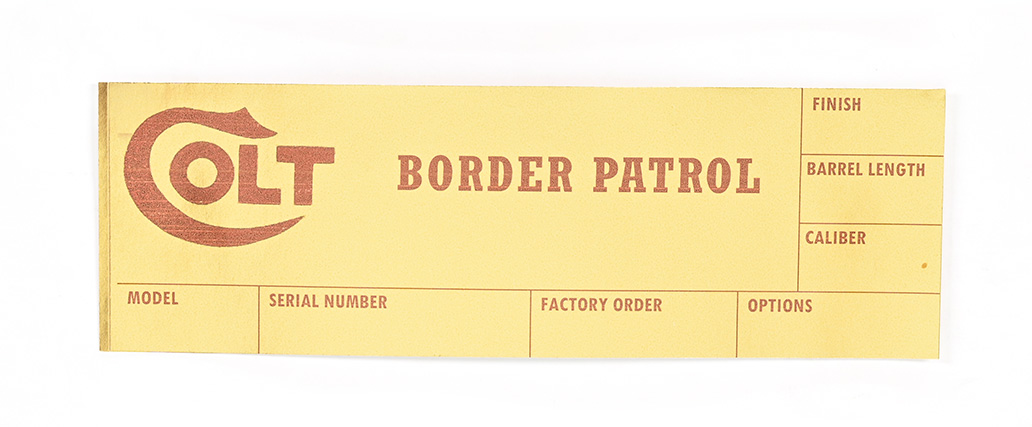 COLT
BORDER PATROL
FINISH
BARREL LENGTH
CALIBER
MODEL
SERIAL NUMBER
FACTORY ORDER
OPTIONS